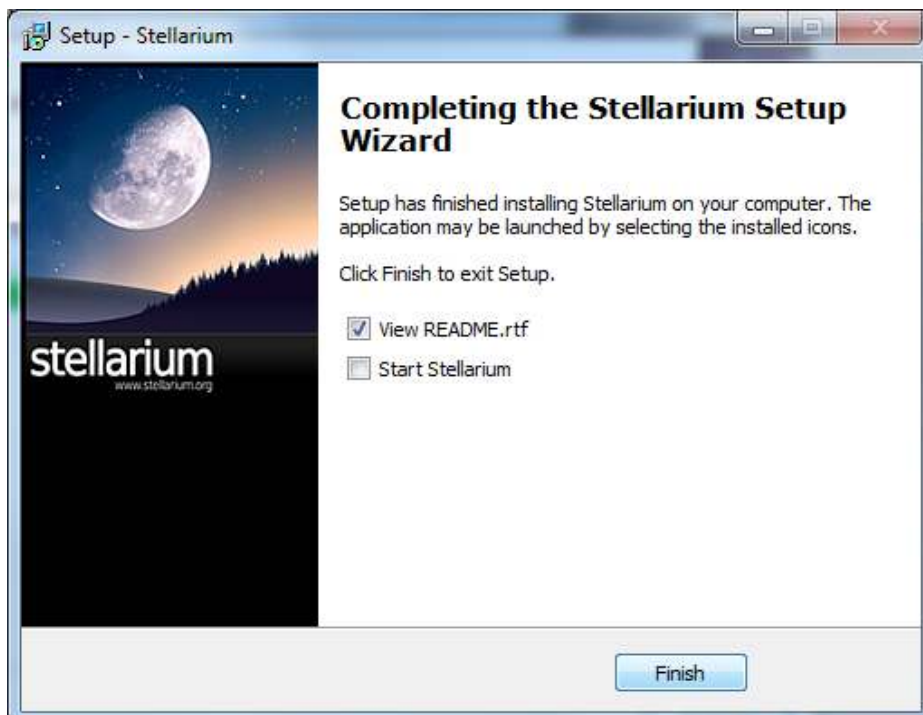 Setup - Stellarium
Completing the Stellarium Setup
Wizard
Setup has finished installing Stellarium on your computer. The
application may be launched by selecting the installed icons.
Click Finish to exit Setup.
View README.rtf
Start Stellarium
stellarium
www.stellarium.org
Finish